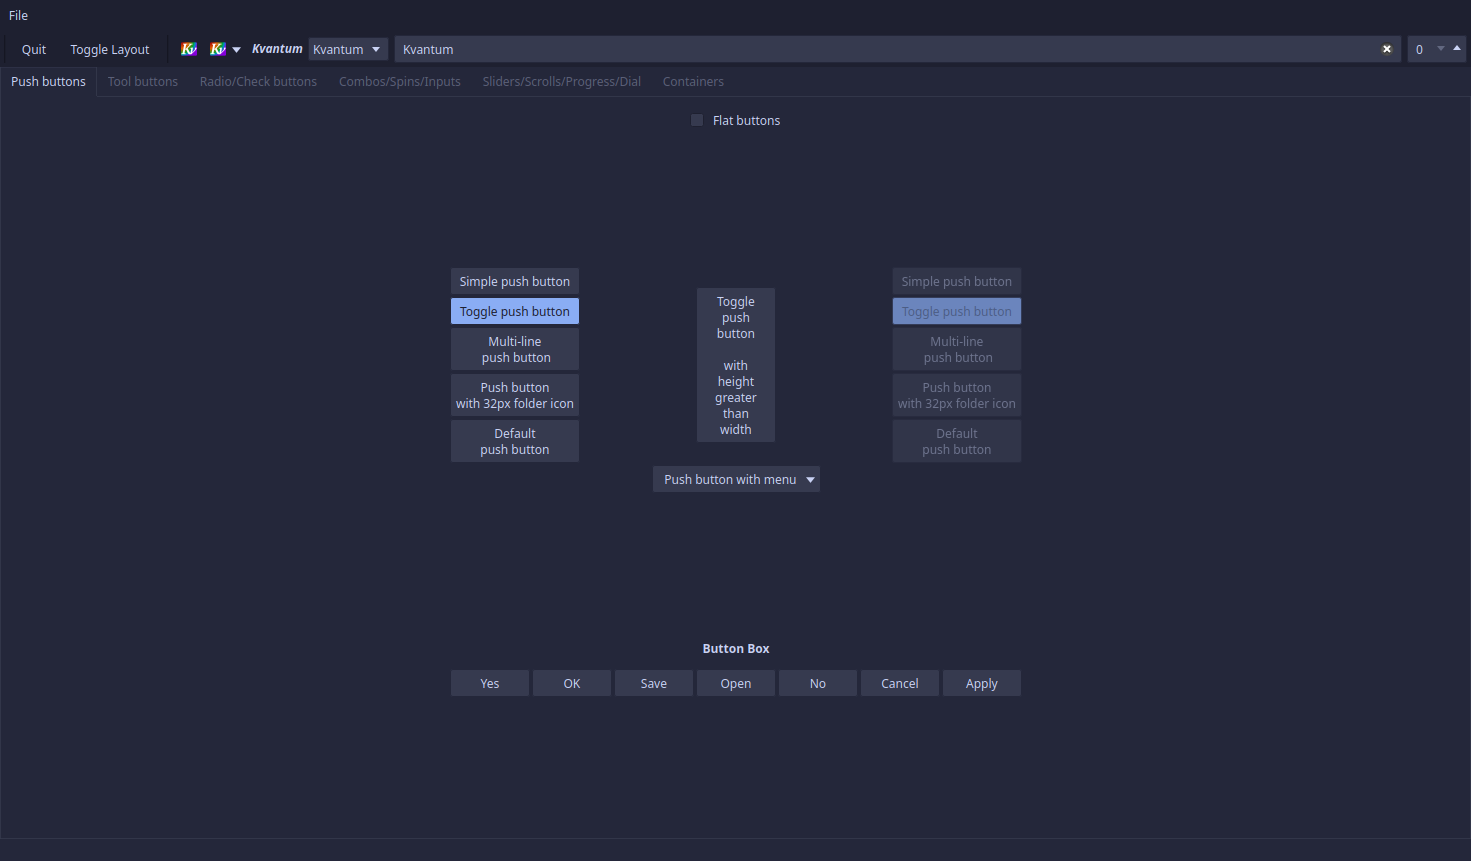 File
Quit Toggle Layout Kvantum Kvantum Kvantum 0
Push buttons Tool buttons Radio/Check buttons Combos/Spins/Inputs Sliders/Scrolls/Progress/Dial Containers
Flat buttons
Simple push button
Toggle push button
Multi-line
push button
Push button
with 32px folder icon
Default
push button
Toggle
push
button
with
height
greater
than
width
Push button with menu
Simple push button
Toggle push button
Multi-line
push button
Push button
with 32px folder icon
Default
push button
Button Box
Yes OK Save Open No Cancel Apply